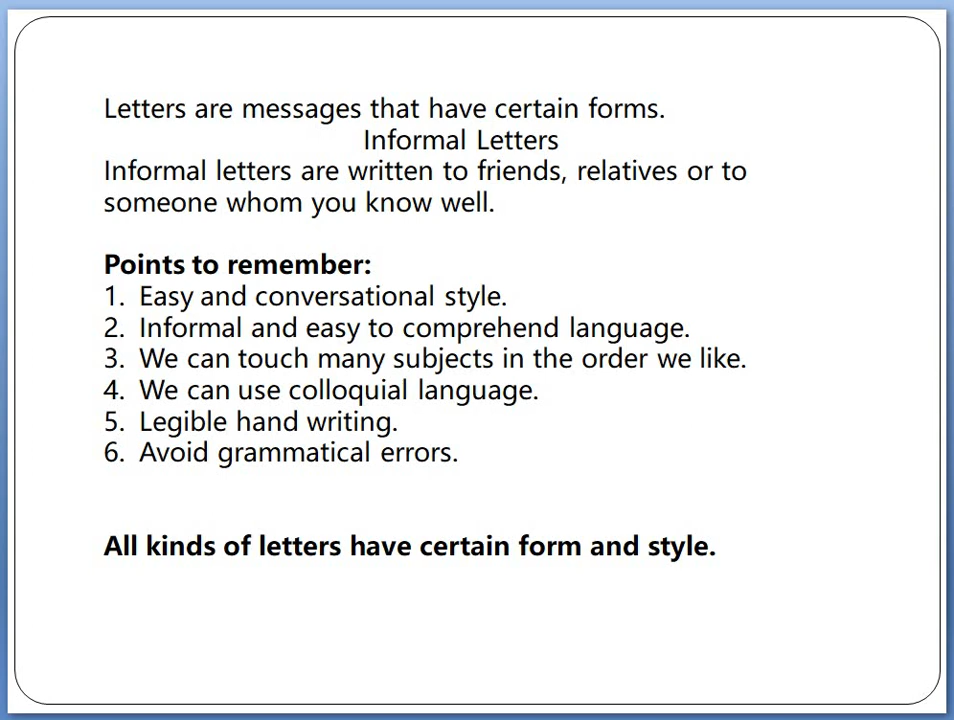 Letters are messages that have certain forms.
Informal Letters
Informal letters are written to friends, relatives or to
someone whom you know well.
Points to remember:
1. Easy and conversational style.
2. Informal and easy to comprehend language.
3. We can touch many subjects in the order we like.
4. We can use colloquial language.
5. Legible hand writing.
6. Avoid grammatical errors.
All kinds of letters have certain form and style.